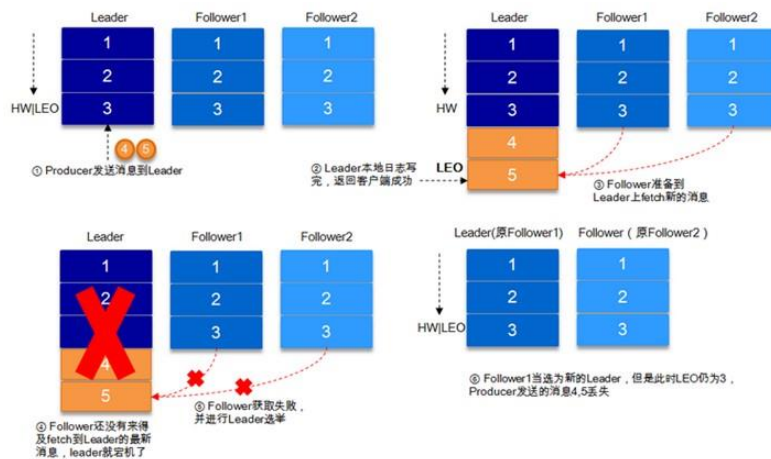 Leader Follower1 Follower2
1 1 1
2 2 2
HW|LEO 3 3 3
④ ⑤
① Producer发送消息到Leader
Leader Follower1 Follower2
1 1 1
2 2 2
HW 3 3 3
4
② Leader本地日志写
完，返回客户端成功
LEO
5
③ Follower准备到
Leader上fetch新的消息
Leader Follower1 Follower2
1 1 1
2 2 2
3 3
4
5
④ Follower还没有来得
及fetch到Leader的最新
消息，leader就宕机了
⑤ Follower获取失败，
并进行Leader选举
Leader(原Follower1) Follower（原Follower2）
1 1
2 2
HW|LEO 3 3
⑥ Follower1当选为新的Leader，但是此时LEO仍为3，
Producer发送的消息4,5丢失